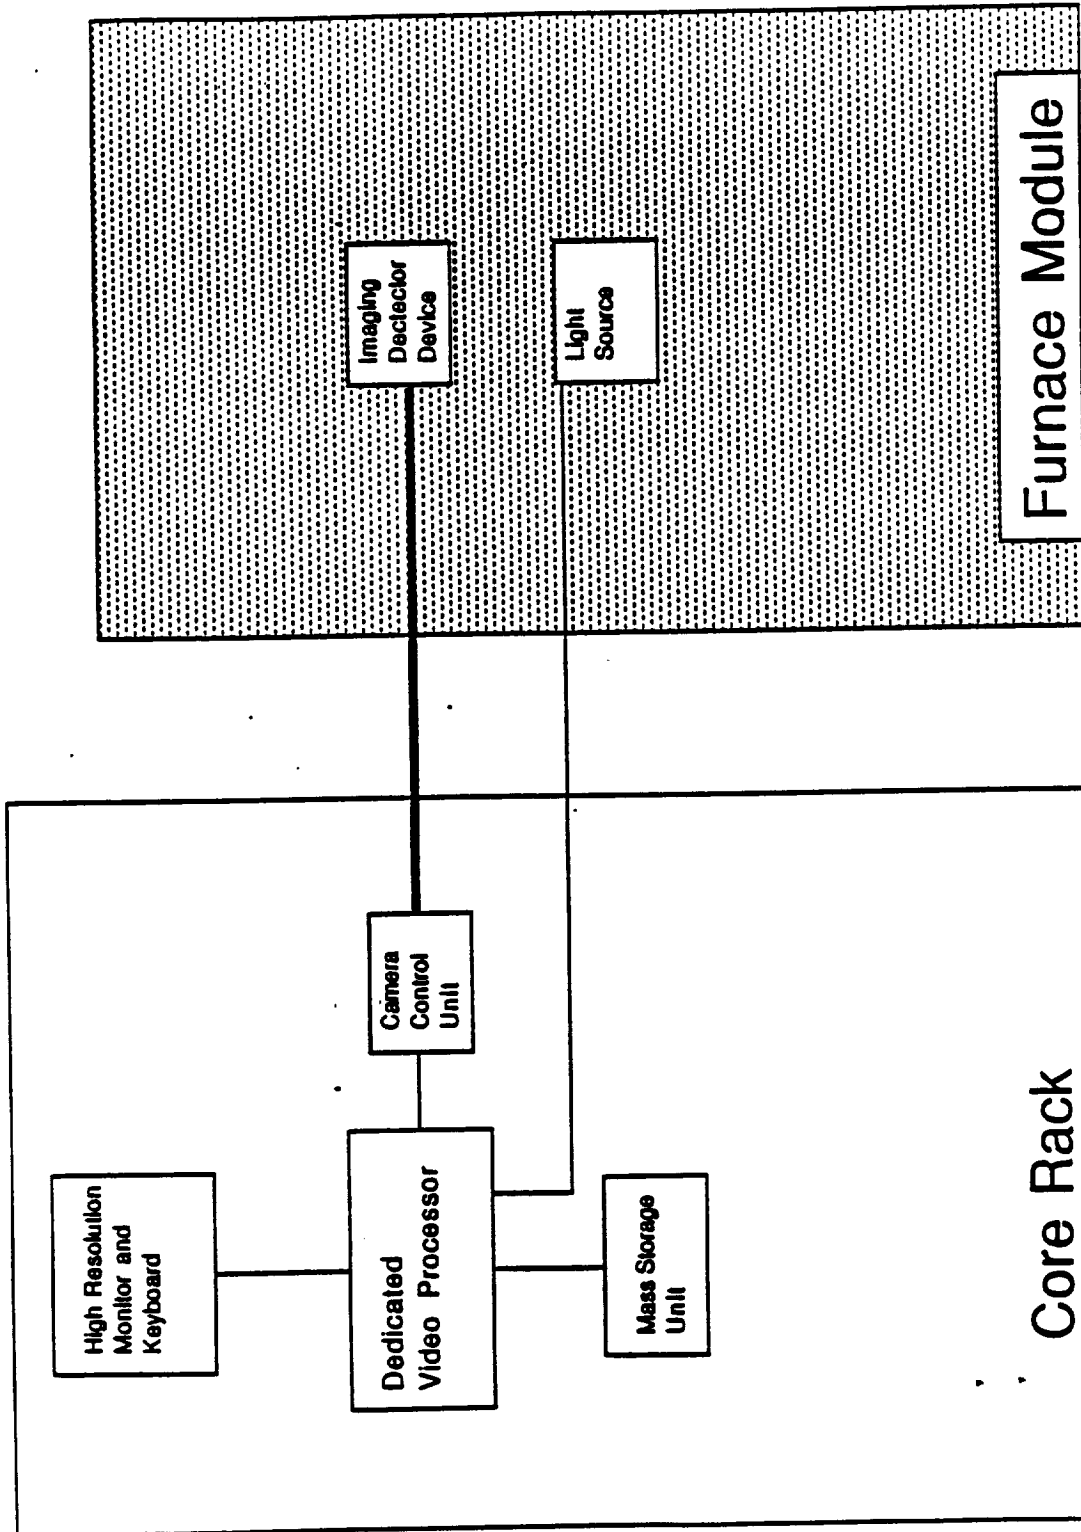 High Resolution
Monitor and
Keyboard
Dedicated
Video Processor
Mass Storage
Unit
Camera
Control
Unit
Imaging
Dectector
Device
Light
Source
Core Rack
Furnace Module